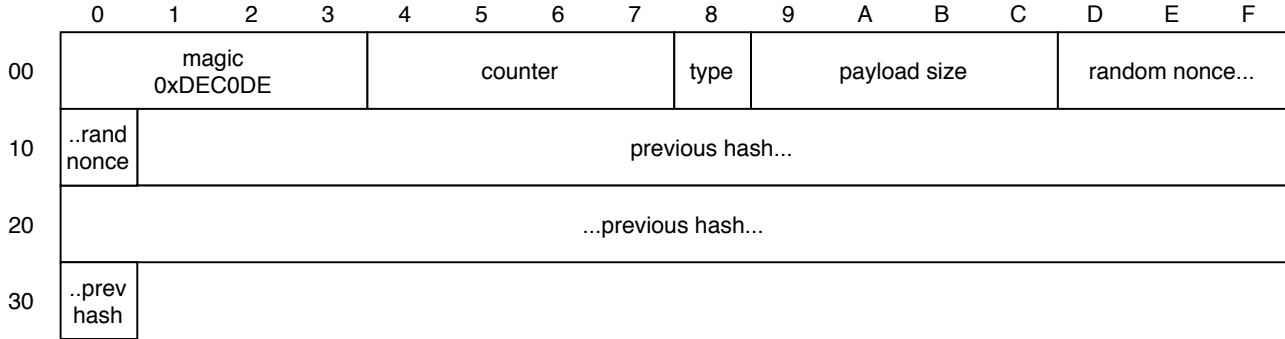 0 1 2 3 4 5 6 7 8 9 A B C D E F
00 magic counter type payload size random nonce...
0xDEC0DE
10 ..rand previous hash...
nonce
20 ...previous hash...
30 ..prev
hash